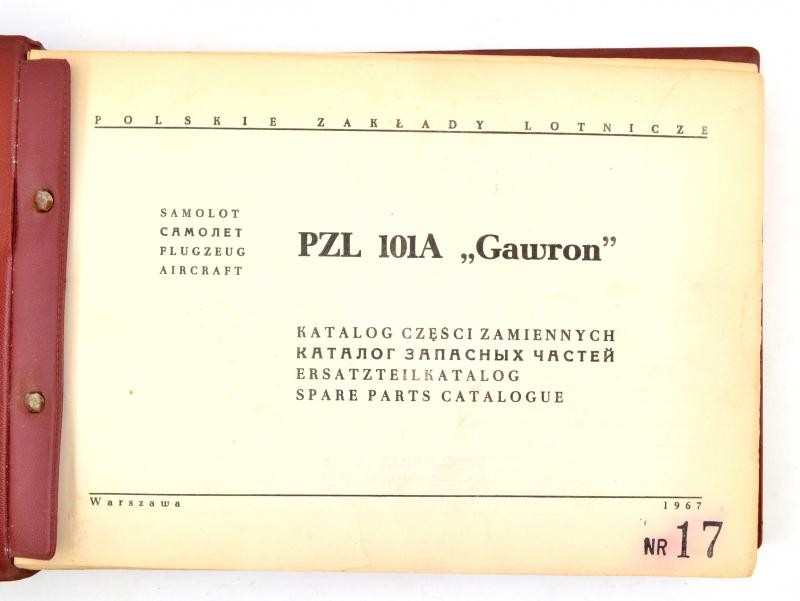 POLSKIE ZAKŁADY LOTNICZE
SAMOLOT
САМОЛЕТ
FLUGZEUG
AIRCRAFT
PZL 101A „Gawron”
KATALOG CZĘŚCI ZAMIENNYCH
КАТАЛОГ ЗАПАСНЫХ ЧАСТЕЙ
ERSATZTEILKATALOG
SPARE PARTS CATALOGUE
Warszawa 1967
NR 17